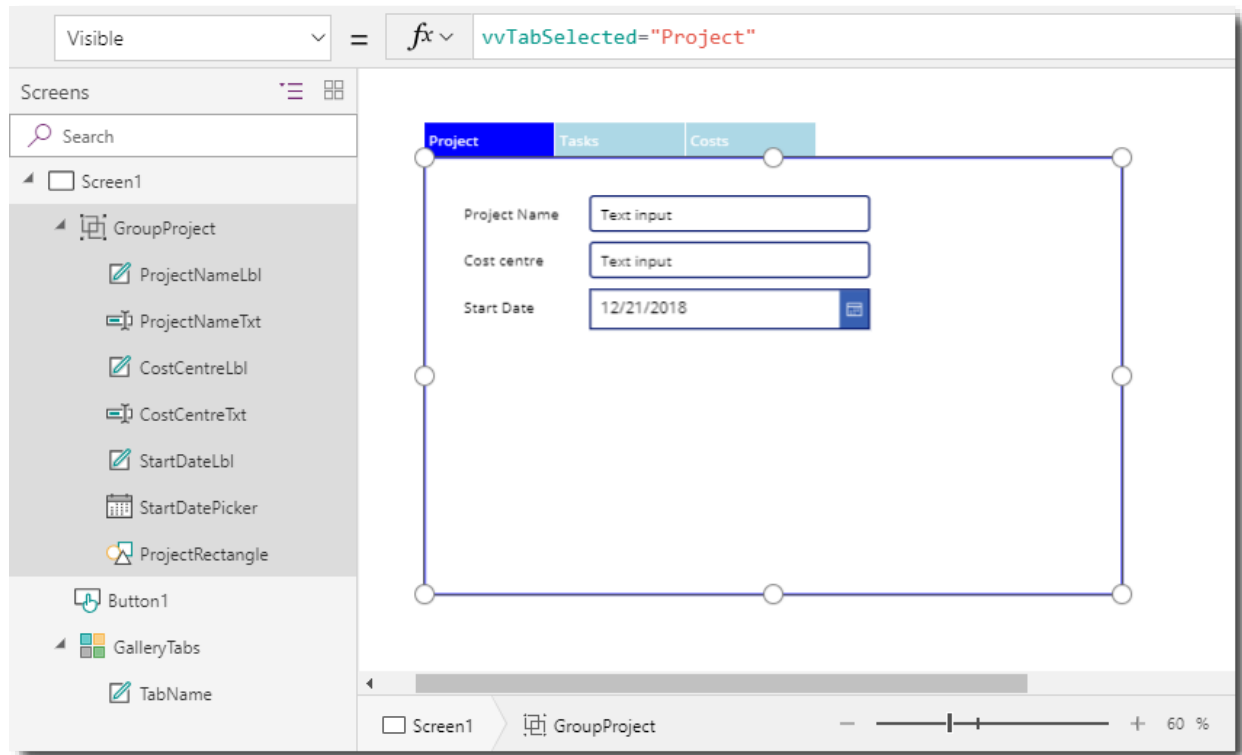 Visible = fx vvTabSelected="Project"
Screens
Search
Screen1
GroupProject
ProjectNameLbl
ProjectNameTxt
CostCentreLbl
CostCentreTxt
StartDateLbl
StartDatePicker
ProjectRectangle
Button1
GalleryTabs
TabName
Project Tasks Costs
Project Name Text input
Cost centre Text input
Start Date 12/21/2018
Screen1 GroupProject 60 %